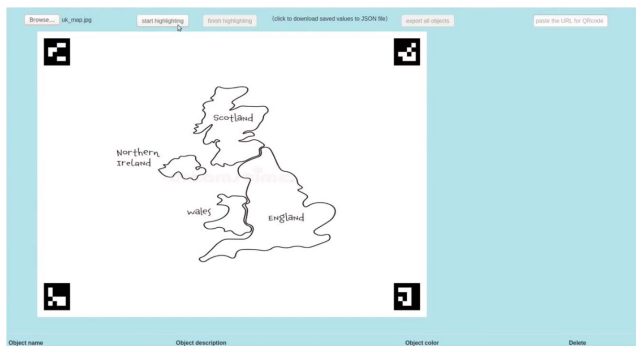 Browse... uk_map.jpg start highlighting finish highlighting (click to download saved values to JSON file) export all objects paste the URL for QRcode
Scotland
Northern
Ireland
Wales
England
Object name Object description Object color Delete